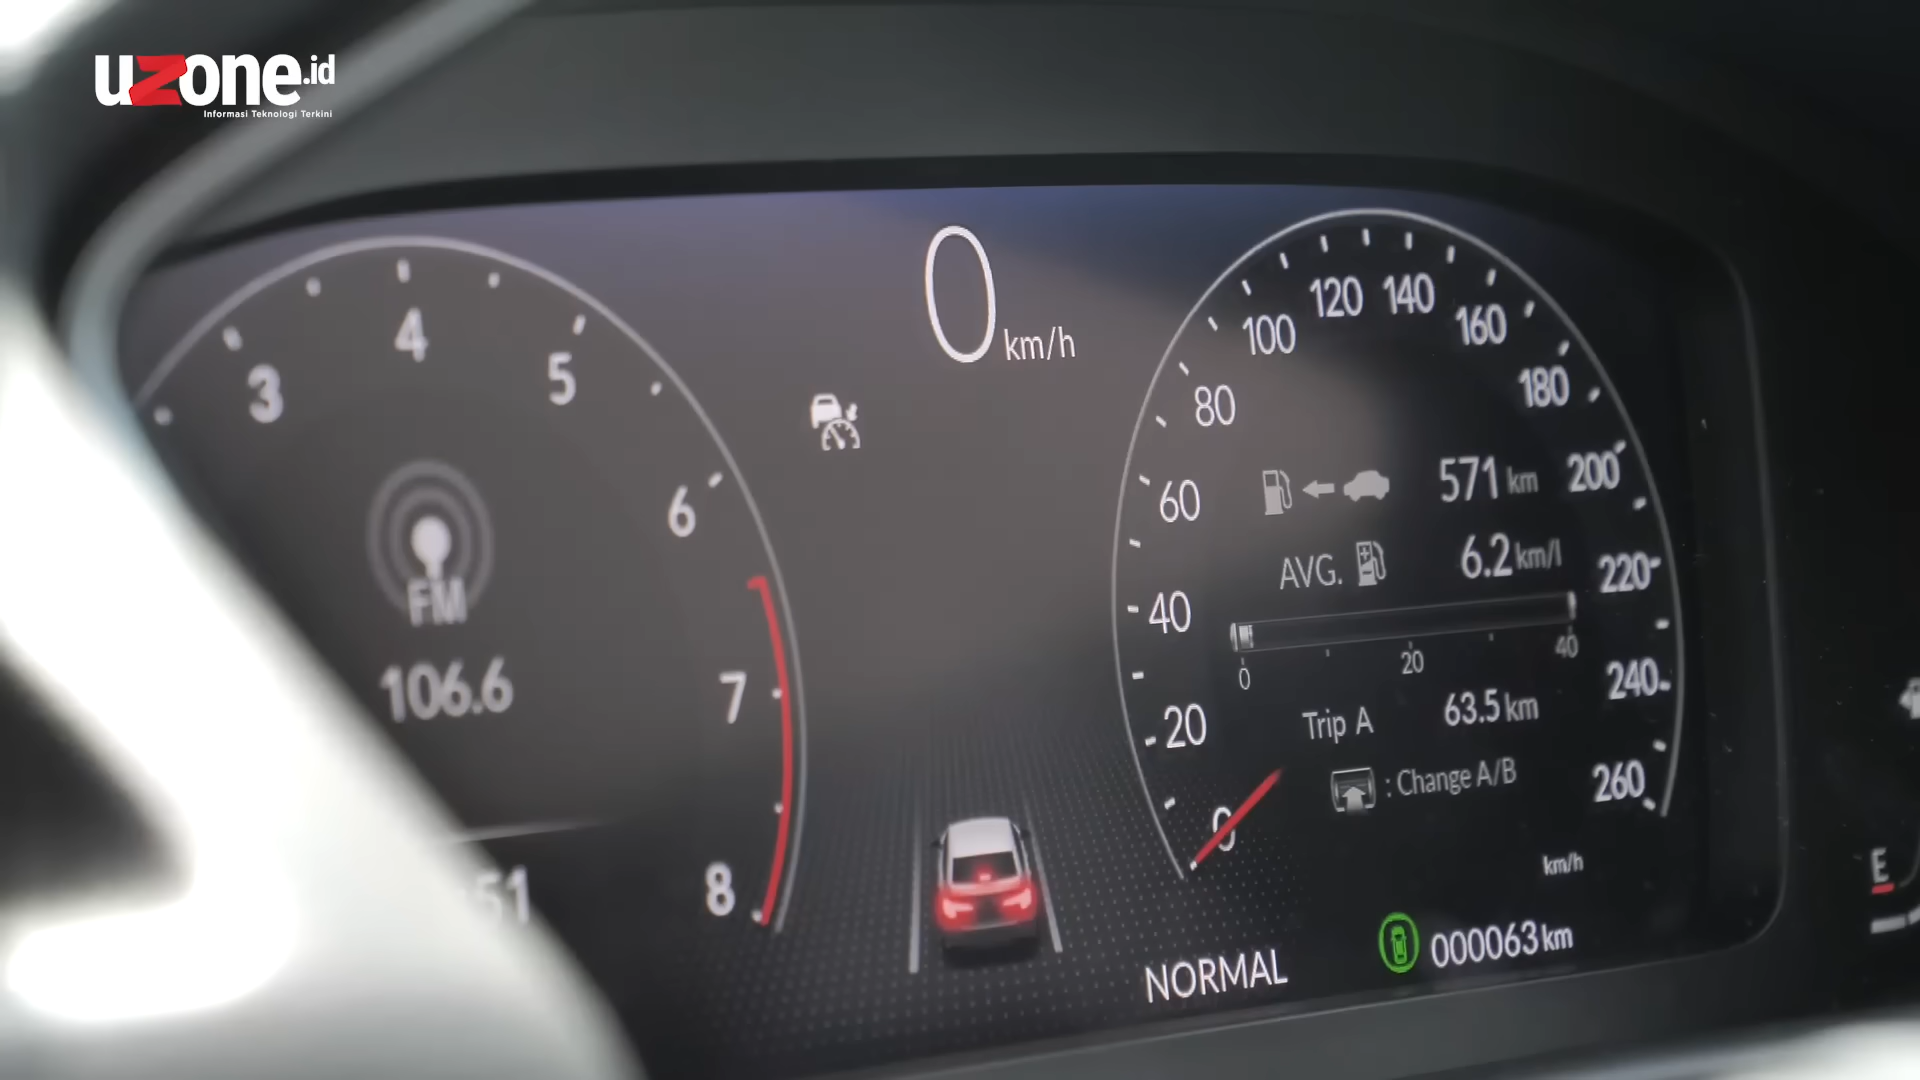 uzone.id
Informasi Teknologi Terkini
0 km/h
3
4
5
6
7
8
FM
106.6
:51
0
20
40
60
80
100
120
140
160
180
200
220
240
260
571 km
AVG. 6.2 km/l
0 20 40
Trip A 63.5 km
: Change A/B
km/h
NORMAL
000063 km
E